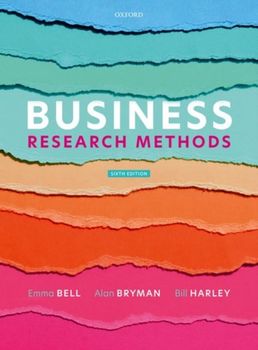 OXFORD
BUSINESS
RESEARCH METHODS
SIXTH EDITION
Emma BELL Alan BRYMAN Bill HARLEY